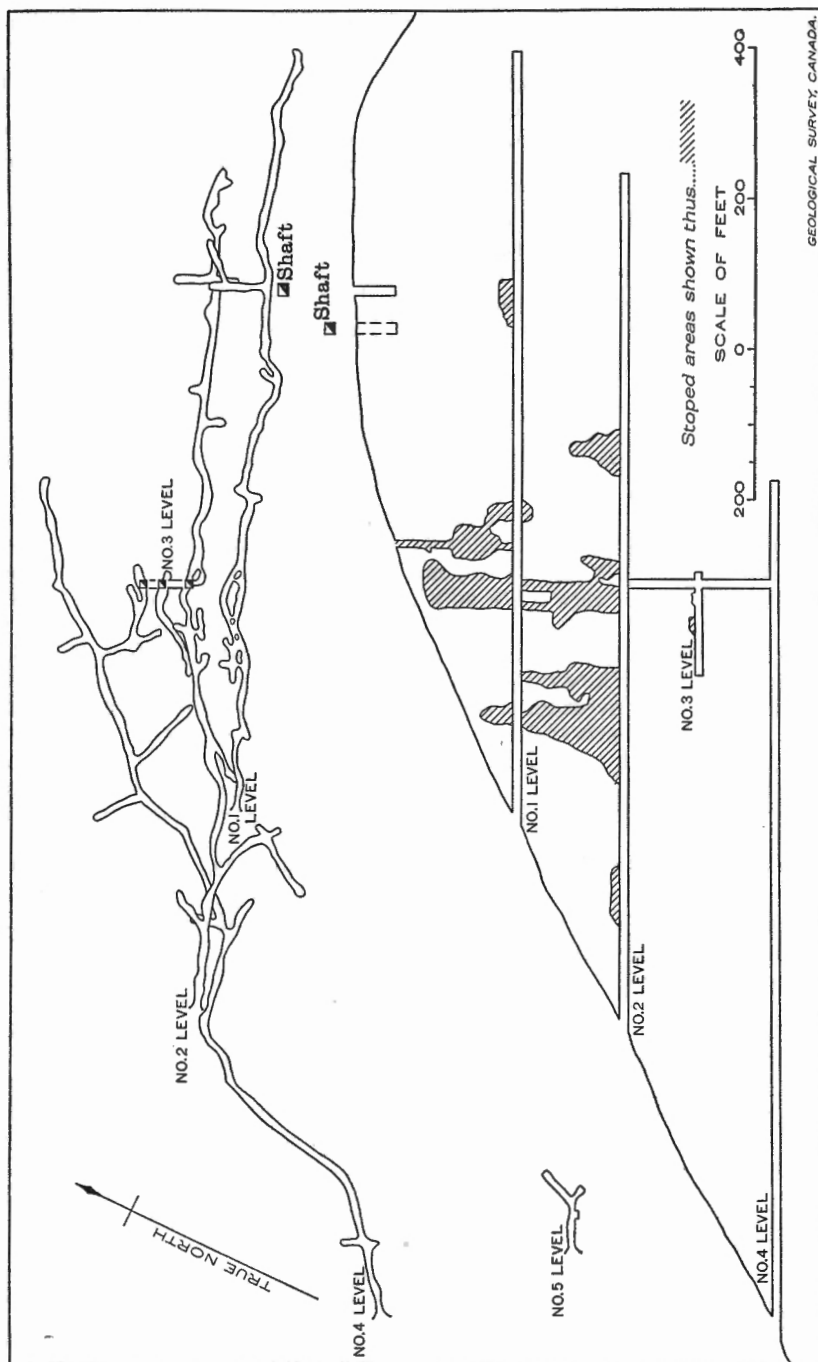 TRUE NORTH
NO.4 LEVEL
NO.2 LEVEL
NO.1
LEVEL
NO.3 LEVEL
Shaft
Shaft
NO.5 LEVEL
NO.4 LEVEL
NO.2 LEVEL
NO.1 LEVEL
NO.3 LEVEL
Stoped areas shown thus.....
SCALE OF FEET
200 0 200 400
GEOLOGICAL SURVEY, CANADA.